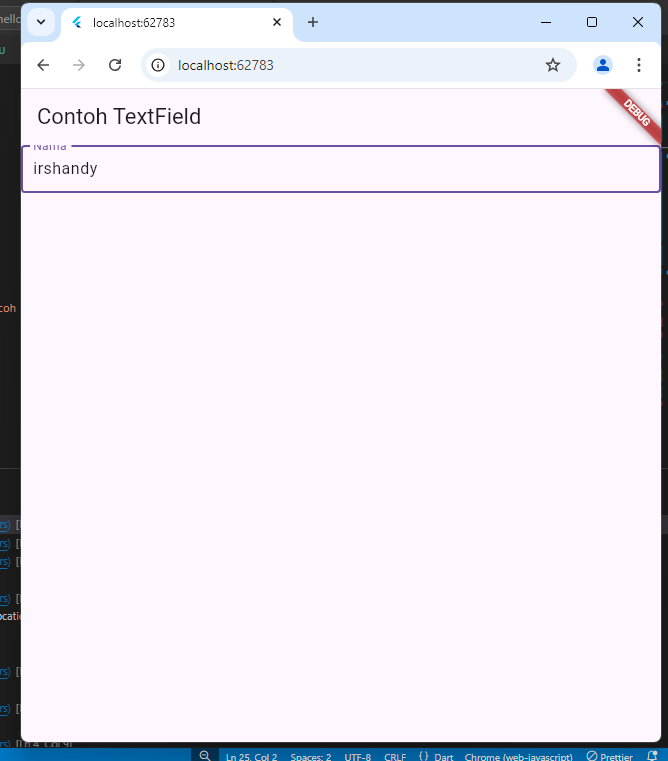 localhost:62783
localhost:62783
DEBUG
Contoh TextField
Nama
irshandy
Ln 25, Col 2 Spaces: 2 UTF-8 CRLF { } Dart Chrome (web-javascript) Prettier